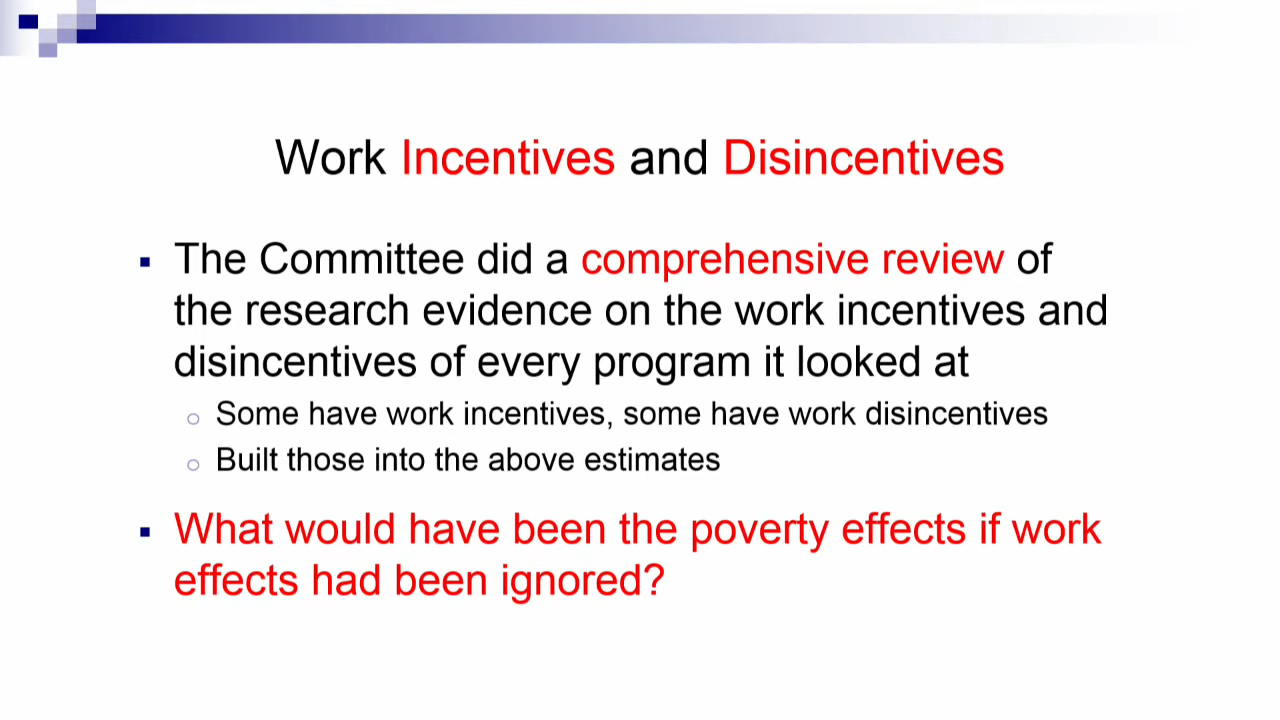 Work Incentives and Disincentives
▪ The Committee did a comprehensive review of
the research evidence on the work incentives and
disincentives of every program it looked at
○ Some have work incentives, some have work disincentives
○ Built those into the above estimates
▪ What would have been the poverty effects if work
effects had been ignored?